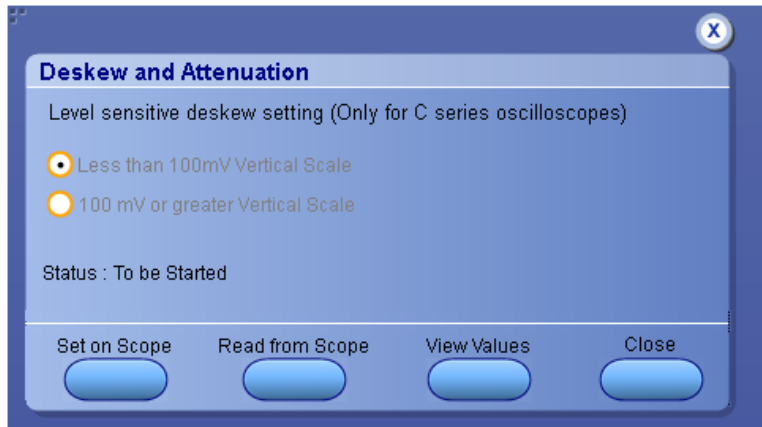 X
Deskew and Attenuation
Level sensitive deskew setting (Only for C series oscilloscopes)
Less than 100mV Vertical Scale
100 mV or greater Vertical Scale
Status : To be Started
Set on Scope Read from Scope View Values Close